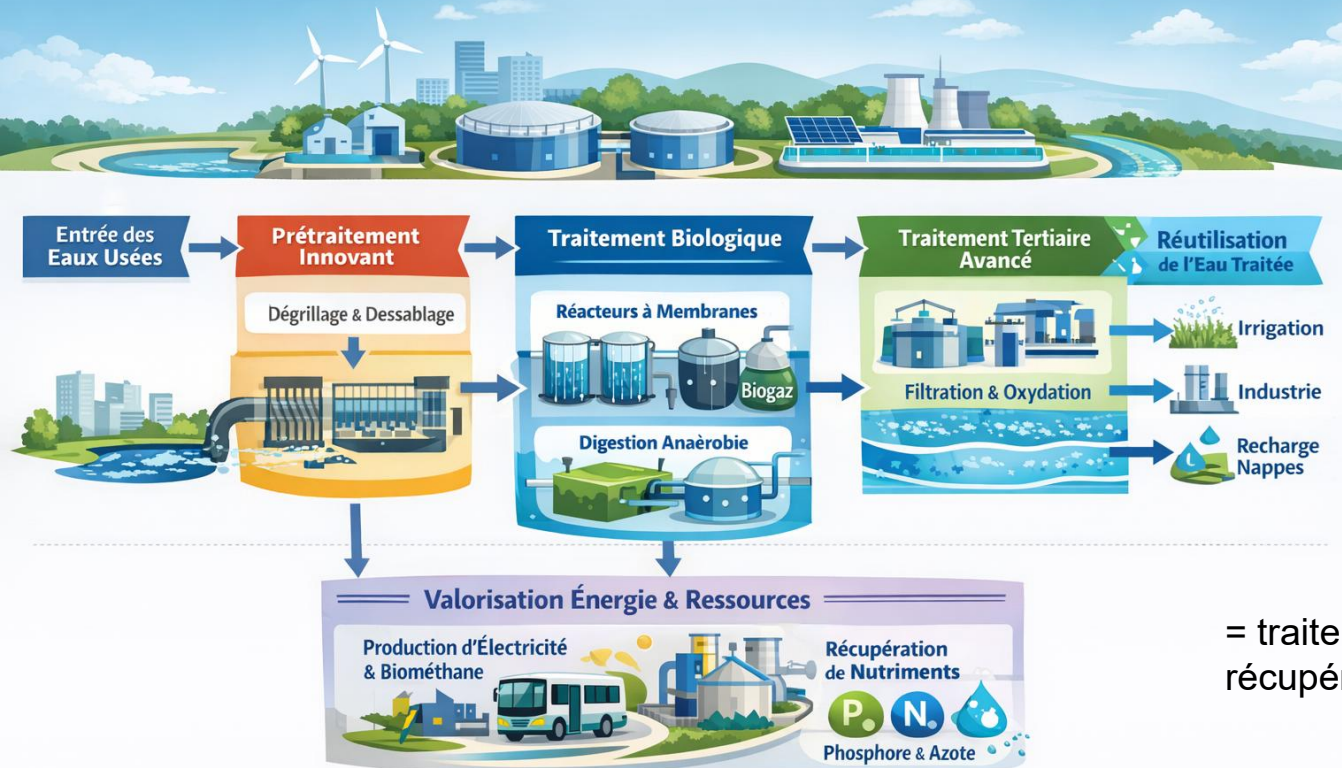 Entrée des
Eaux Usées
Prétraitement
Innovant
Traitement Biologique
Traitement Tertiaire
Avancé
Réutilisation
de l'Eau Traitée
Dégrillage & Dessablage
Réacteurs à Membranes
Biogaz
Digestion Anaèrobie
Filtration & Oxydation
Irrigation
Industrie
Recharge
Nappes
Valorisation Énergie & Ressources
Production d'Électricité
& Biométhane
Récupération
de Nutriments
P.
N.
Phosphore & Azote
= traite
récupér